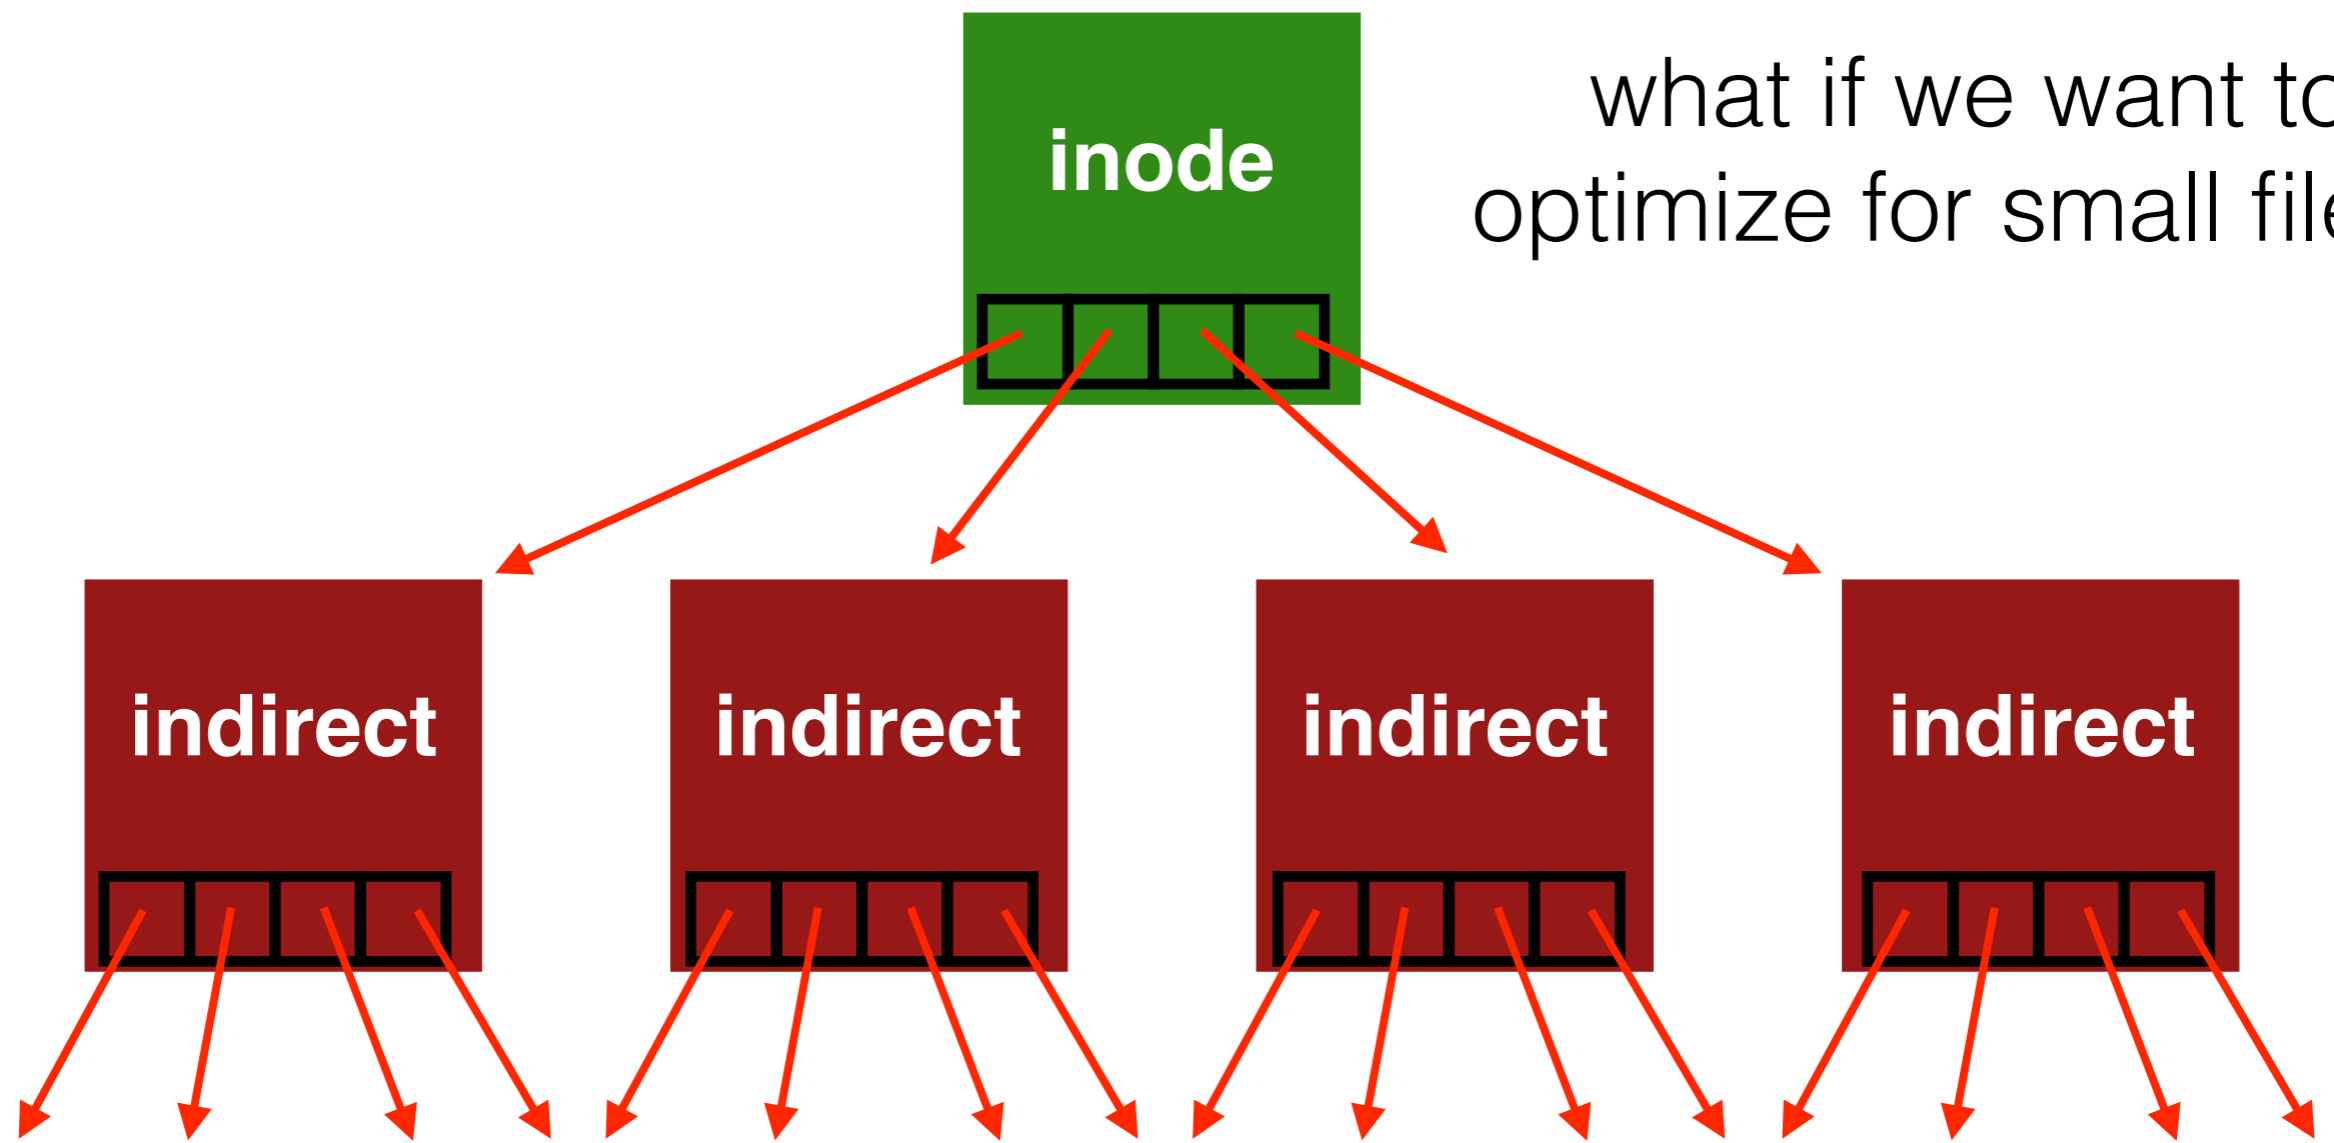 what if we want to
optimize for small file
inode
indirect
indirect
indirect
indirect